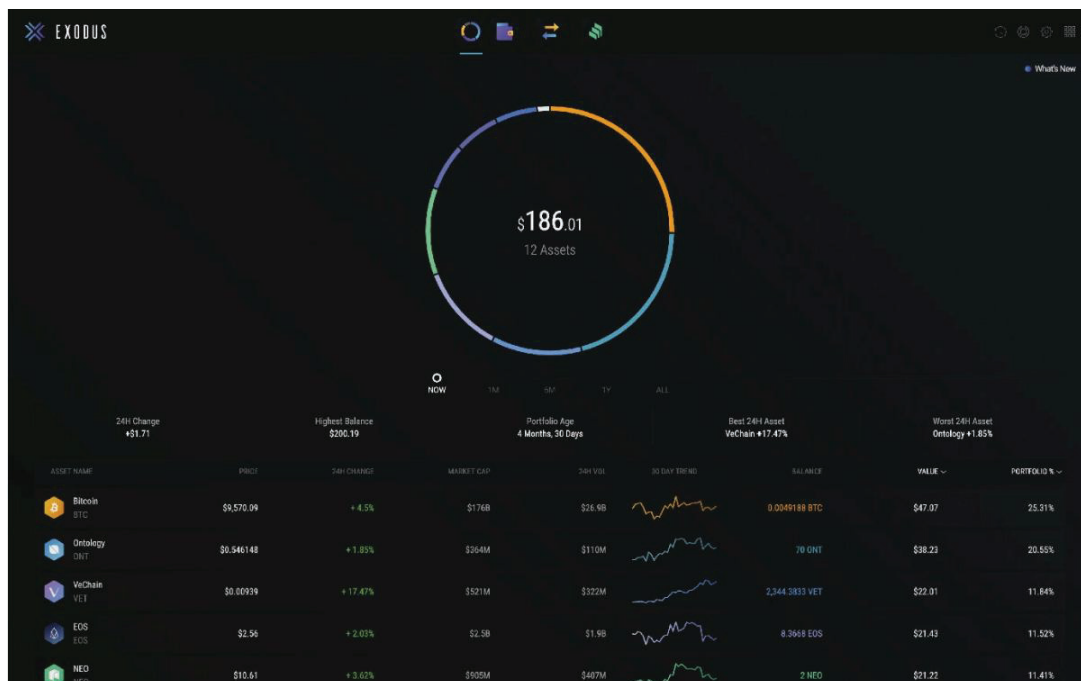 EXODUS
What's New
$186.01
12 Assets
NOW 1M 6M 1Y ALL
24H Change Highest Balance Portfolio Age Best 24H Asset Worst 24H Asset
+$1.71 $200.19 4 Months, 30 Days VeChain +17.47% Ontology +1.85%
ASSET NAME PRICE 24H CHANGE MARKET CAP 24H VOL 30 DAY TREND BALANCE VALUE PORTFOLIO %
Bitcoin
BTC $9,570.09 +4.5% $176B $26.9B 0.0049188 BTC $47.07 25.31%
Ontology
ONT $0.546148 +1.85% $364M $110M 70 ONT $38.23 20.55%
VeChain
VET $0.00939 +17.47% $521M $322M 2,344.3833 VET $22.01 11.84%
EOS
EOS $2.56 +2.03% $2.5B $1.9B 8.3668 EOS $21.43 11.52%
NEO
NEO $10.61 +3.62% $905M $407M 2 NEO $21.22 11.41%